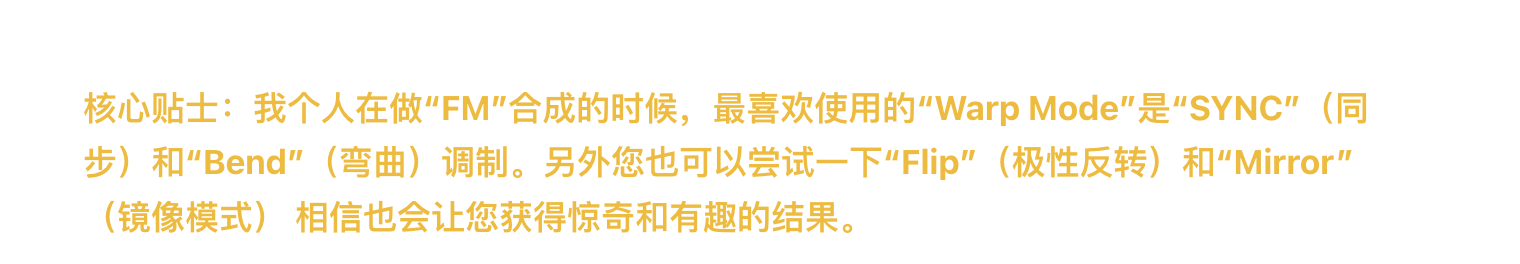 核心贴士：我个人在做“FM”合成的时候，最喜欢使用的“Warp Mode”是“SYNC”（同
步）和“Bend”（弯曲）调制。另外您也可以尝试一下“Flip”（极性反转）和“Mirror”
（镜像模式） 相信也会让您获得惊奇和有趣的结果。